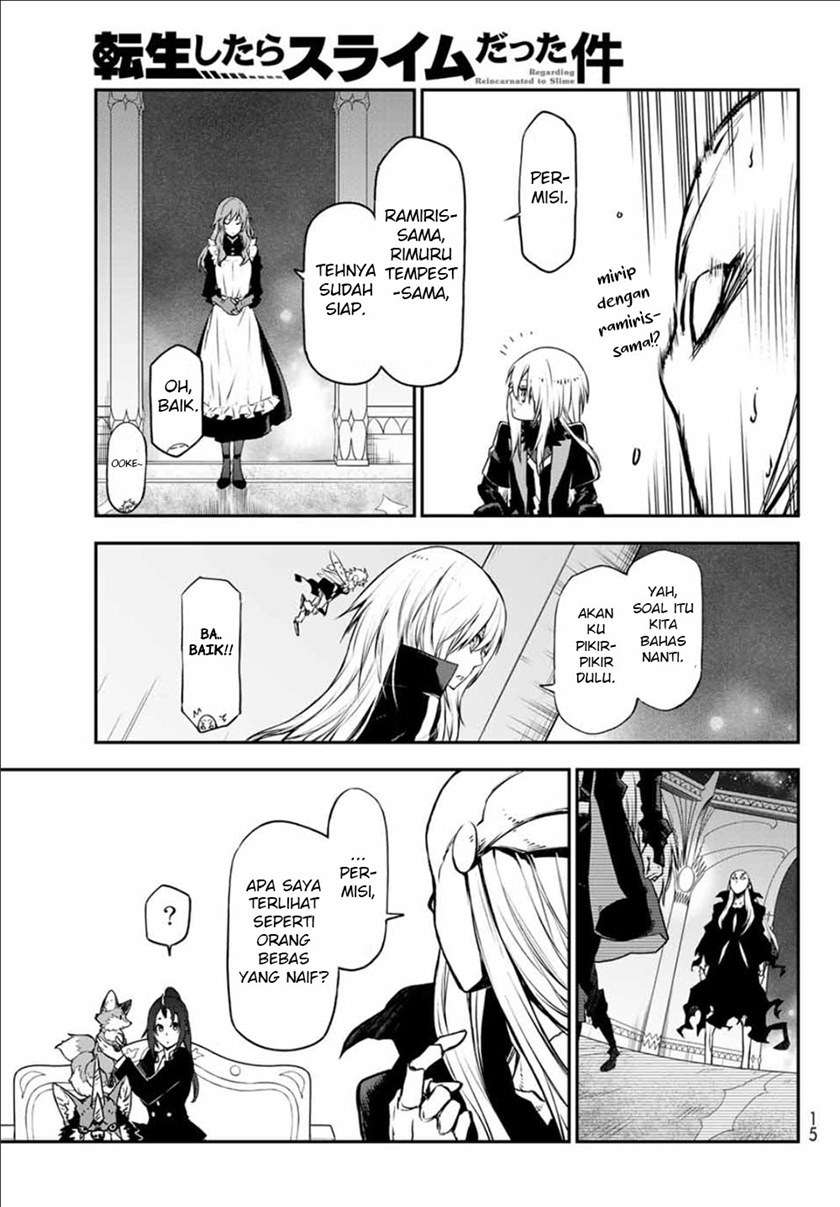 転生したらスライムだった件
Regarding
Reincarnated to Slime
PER-
MISI.
mirip
dengan
ramiris-
sama!?
RAMIRIS-
SAMA,
RIMURU
TEMPEST
-SAMA,
TEHNYA
SUDAH
SIAP.
OH,
BAIK.
OOKE~
YAH,
SOAL ITU
KITA
BAHAS
NANTI.
AKAN
KU
PIKIR-
PIKIR
DULU.
BA..
BAIK!!
...
PER-
MISI,
APA SAYA
TERLIHAT
SEPERTI
ORANG
BEBAS
YANG NAIF?
?
15